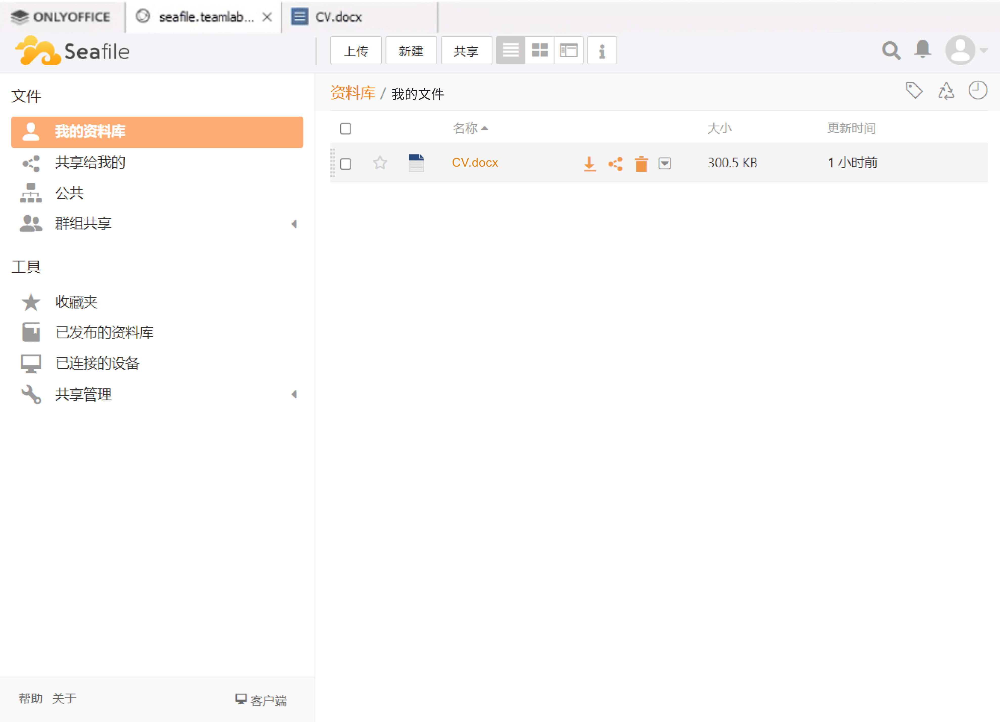 ONLYOFFICE seafile.teamlab... CV.docx
Seafile 上传 新建 共享
文件
我的资料库
共享给我的
公共
群组共享
工具
收藏夹
已发布的资料库
已连接的设备
共享管理
帮助 关于 客户端
资料库 / 我的文件
名称 大小 更新时间
CV.docx 300.5 KB 1 小时前